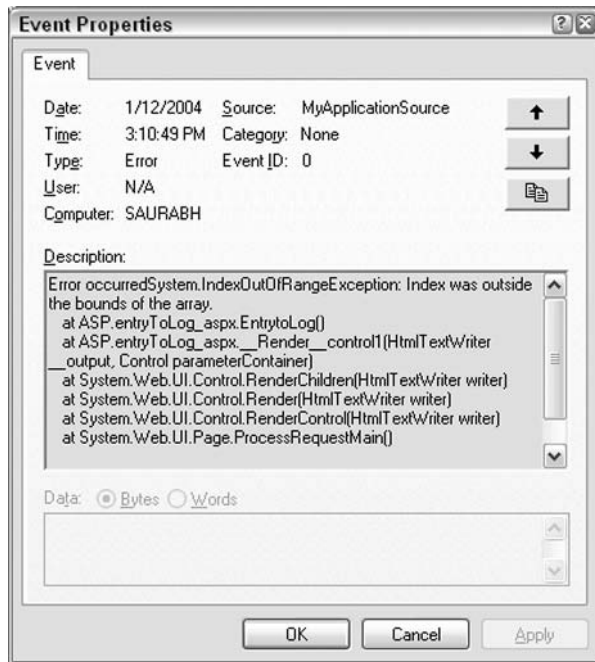 Event Properties
Event
Date: 1/12/2004 Source: MyApplicationSource
Time: 3:10:49 PM Category: None
Type: Error Event ID: 0
User: N/A
Computer: SAURABH
Description:
Error occurredSystem.IndexOutOfRangeException: Index was outside
the bounds of the array.
at ASP.entryToLog_aspx.EntrytoLog()
at ASP.entryToLog_aspx.__Render__control1(HtmlTextWriter
__output, Control parameterContainer)
at System.Web.UI.Control.RenderChildren(HtmlTextWriter writer)
at System.Web.UI.Control.Render(HtmlTextWriter writer)
at System.Web.UI.Control.RenderControl(HtmlTextWriter writer)
at System.Web.UI.Page.ProcessRequestMain()
Data: Bytes Words
OK Cancel Apply